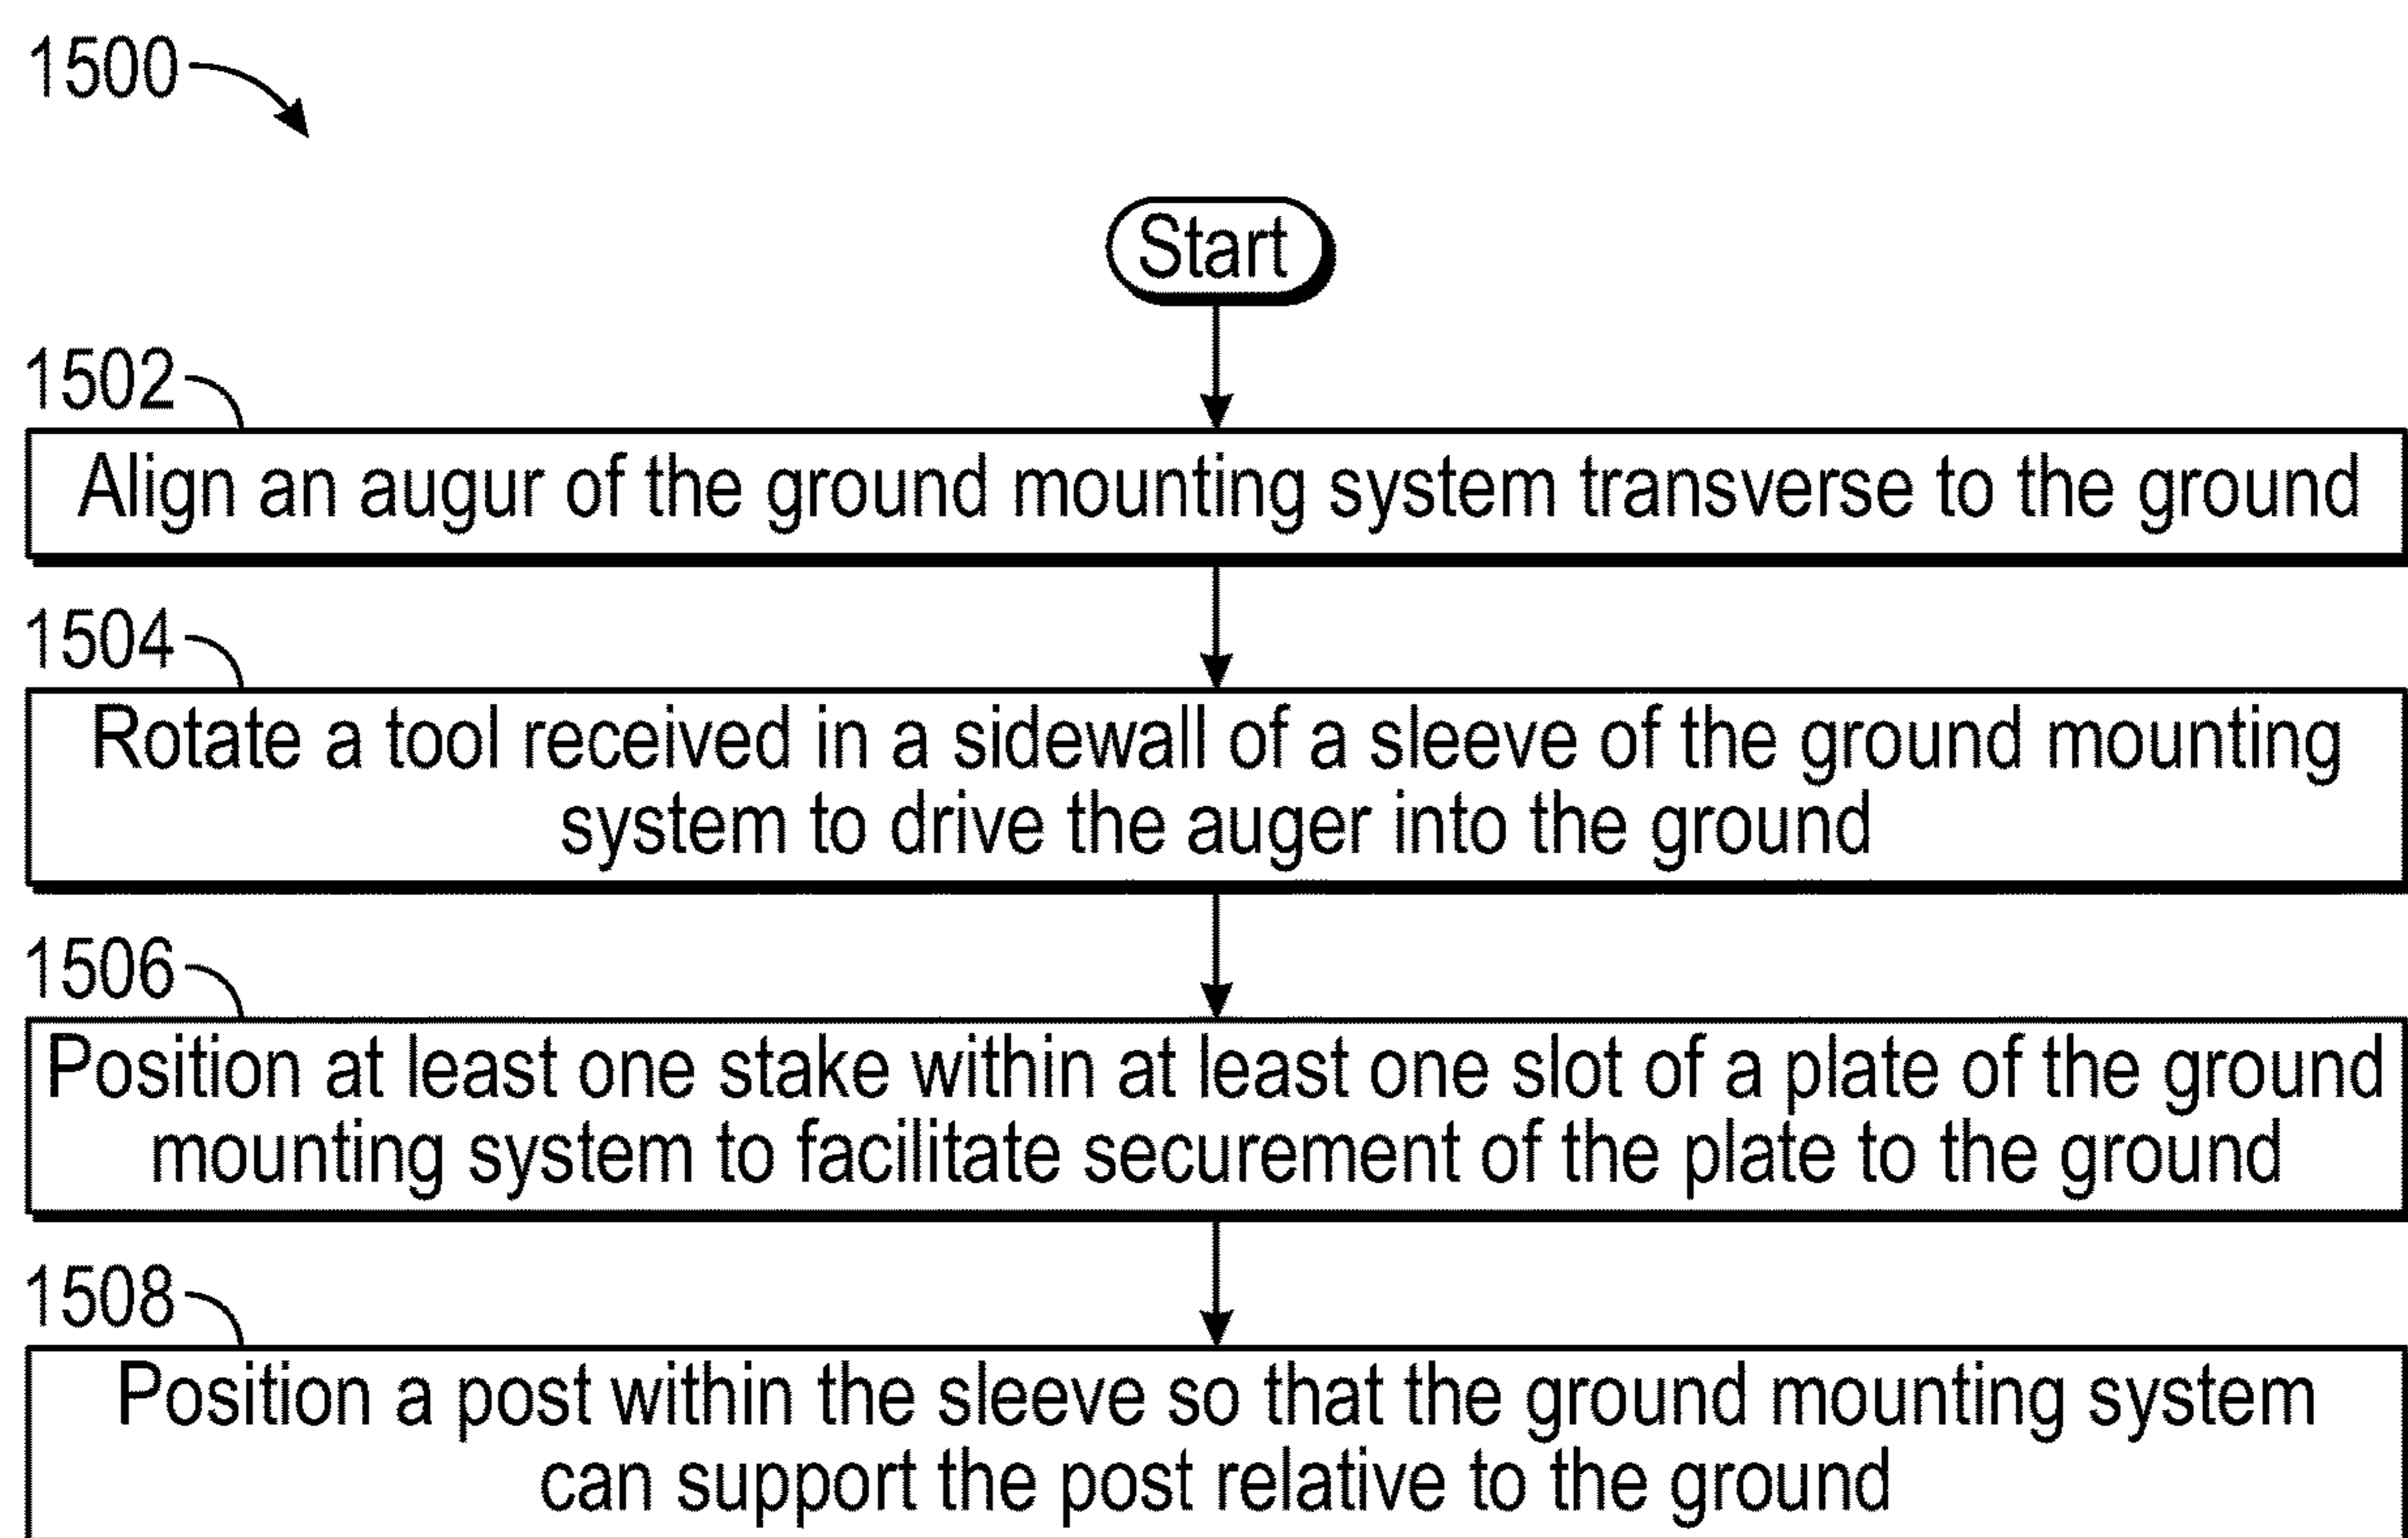 1500
Start
1502
Align an augur of the ground mounting system transverse to the ground
1504
Rotate a tool received in a sidewall of a sleeve of the ground mounting
system to drive the auger into the ground
1506
Position at least one stake within at least one slot of a plate of the ground
mounting system to facilitate securement of the plate to the ground
1508
Position a post within the sleeve so that the ground mounting system
can support the post relative to the ground